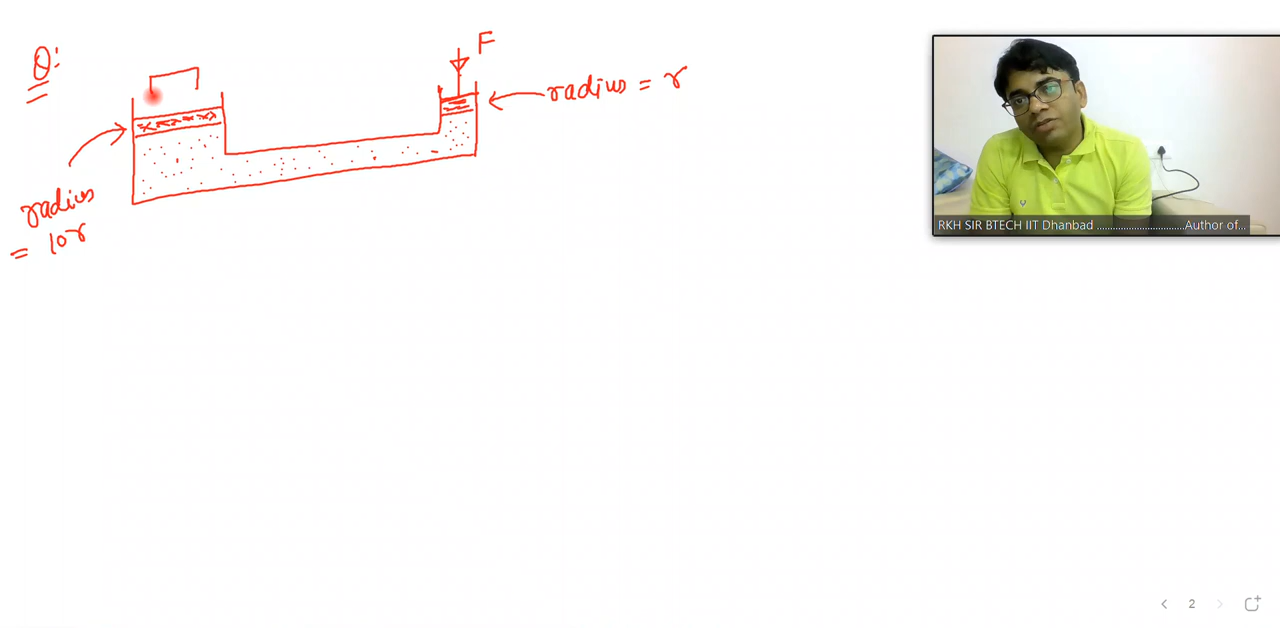 Q:
F
radius = r
radius
= 10r
RKH SIR BTECH IIT Dhanbad ................................Author of...
2